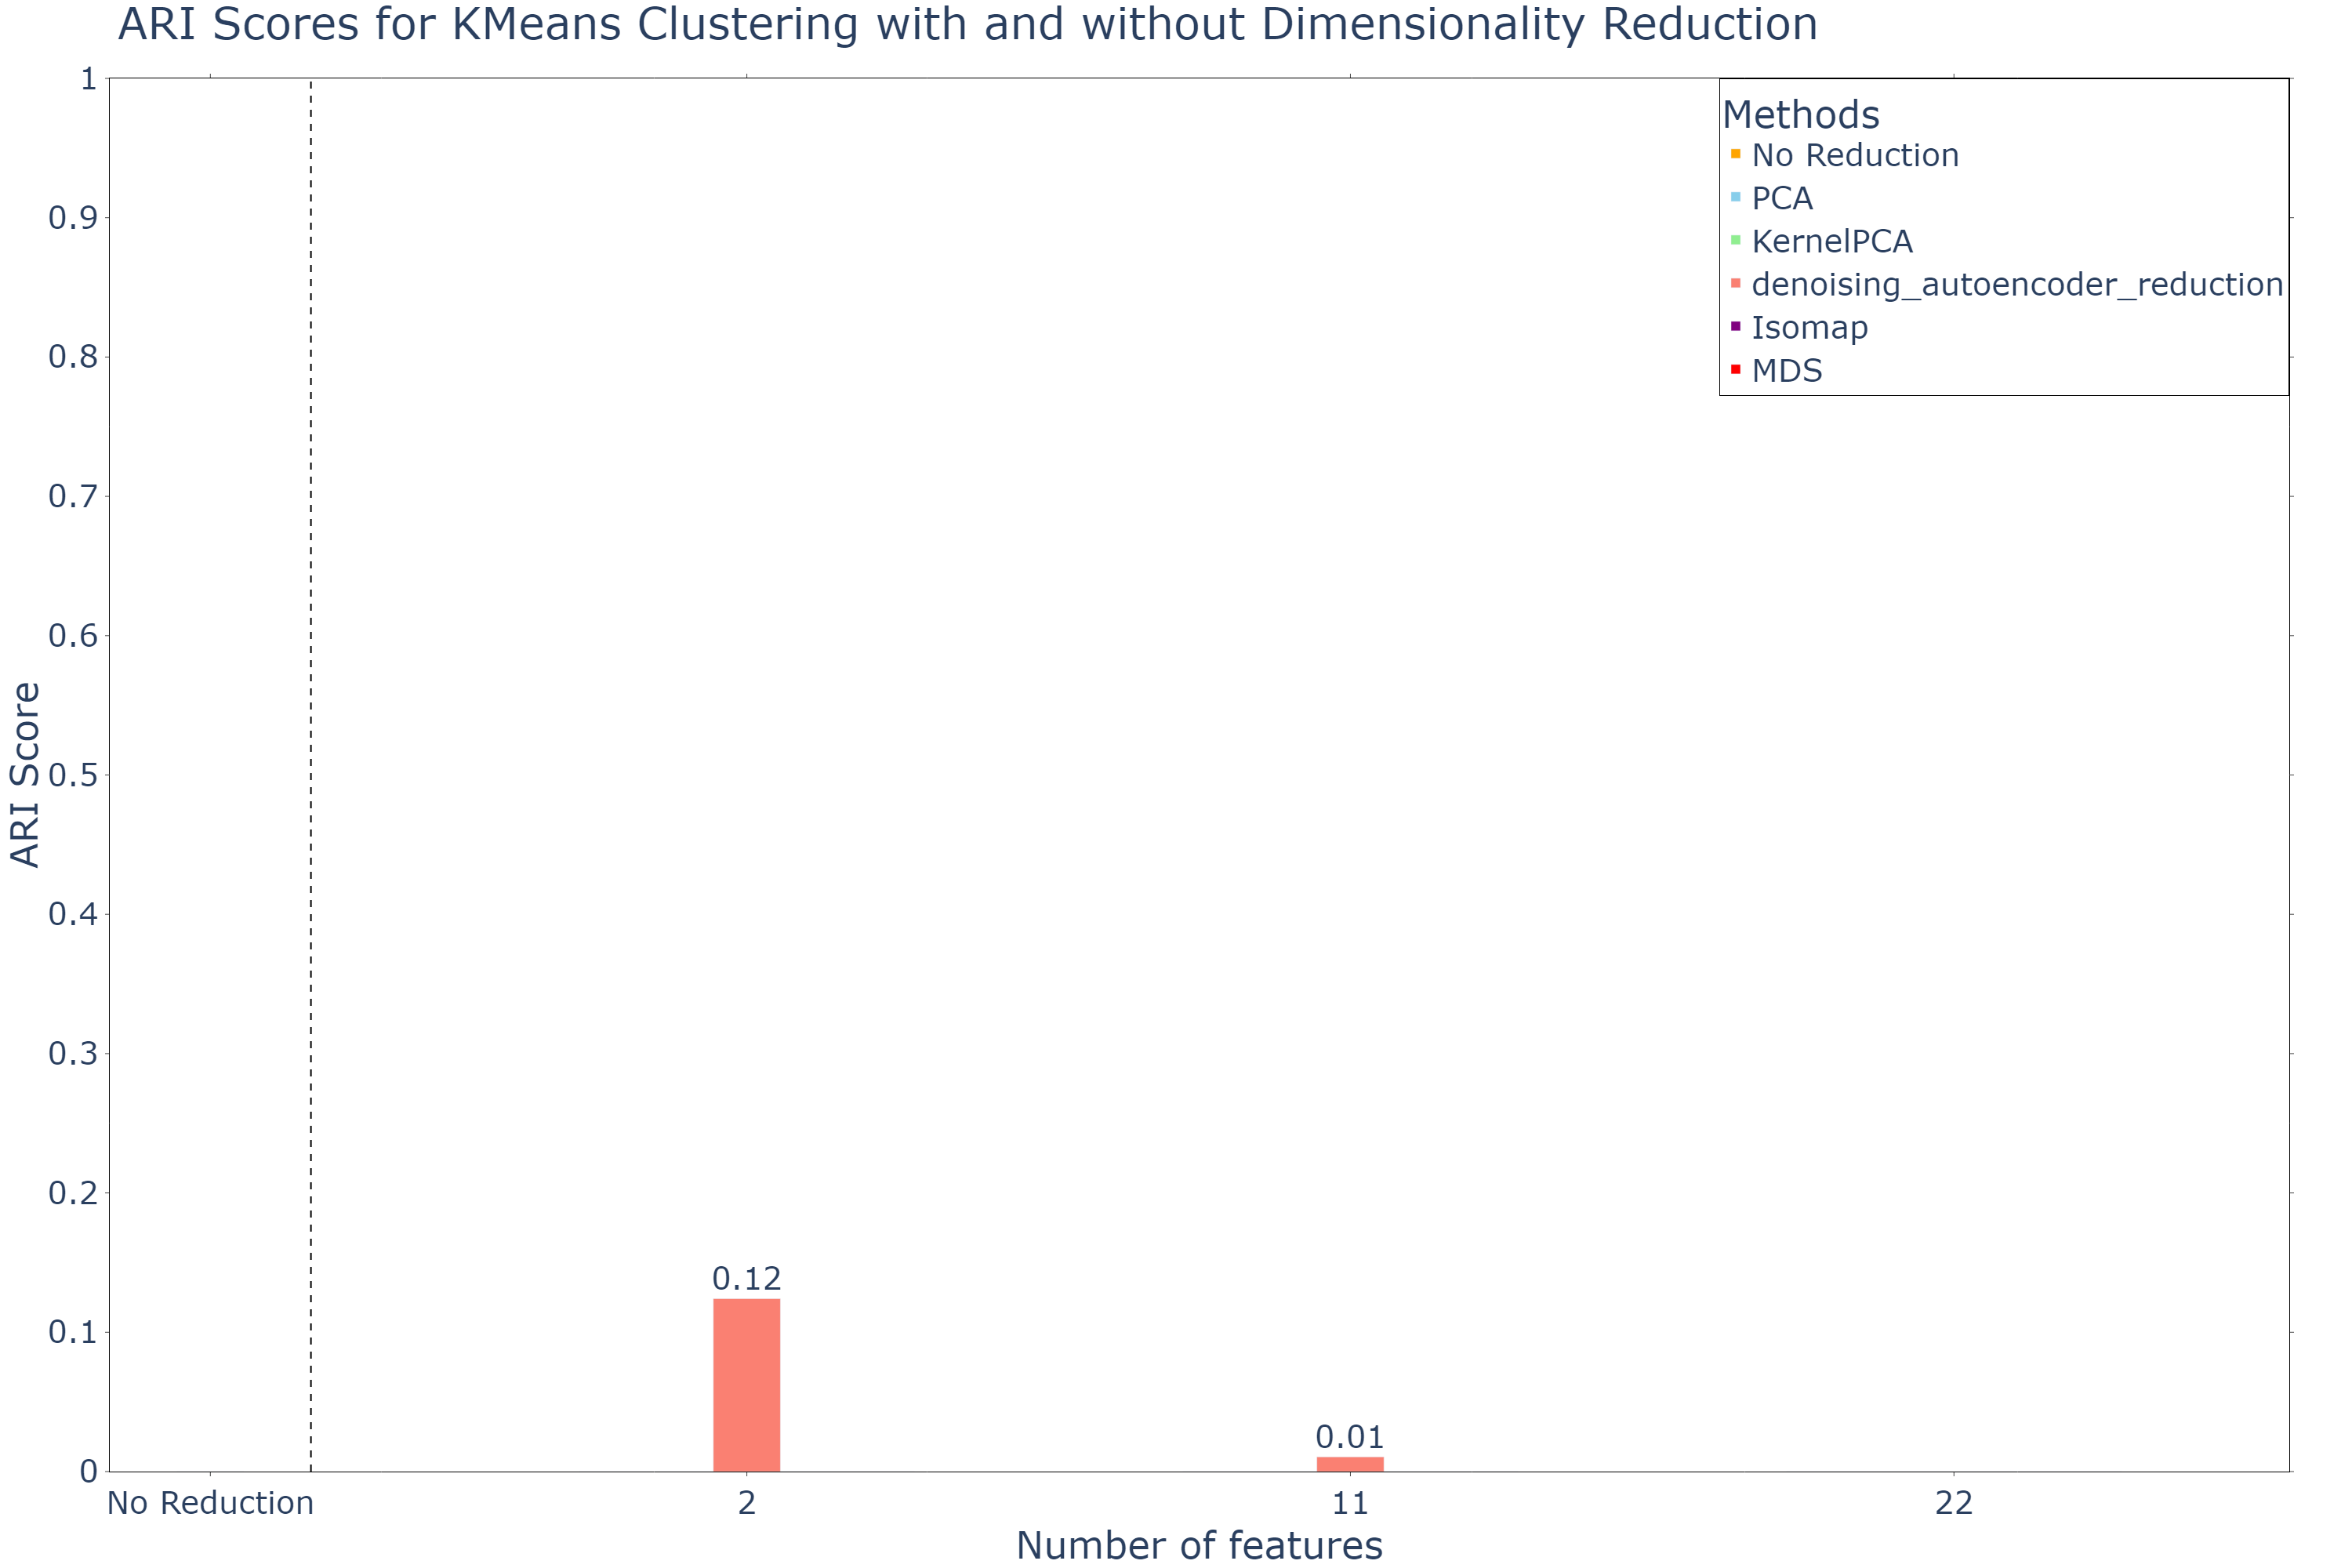 ARI Scores for KMeans Clustering with and without Dimensionality Reduction
Methods
No Reduction
PCA
KernelPCA
denoising_autoencoder_reduction
Isomap
MDS
ARI Score
1
0.9
0.8
0.7
0.6
0.5
0.4
0.3
0.2
0.1
0
0.12
0.01
No Reduction
2
11
22
Number of features